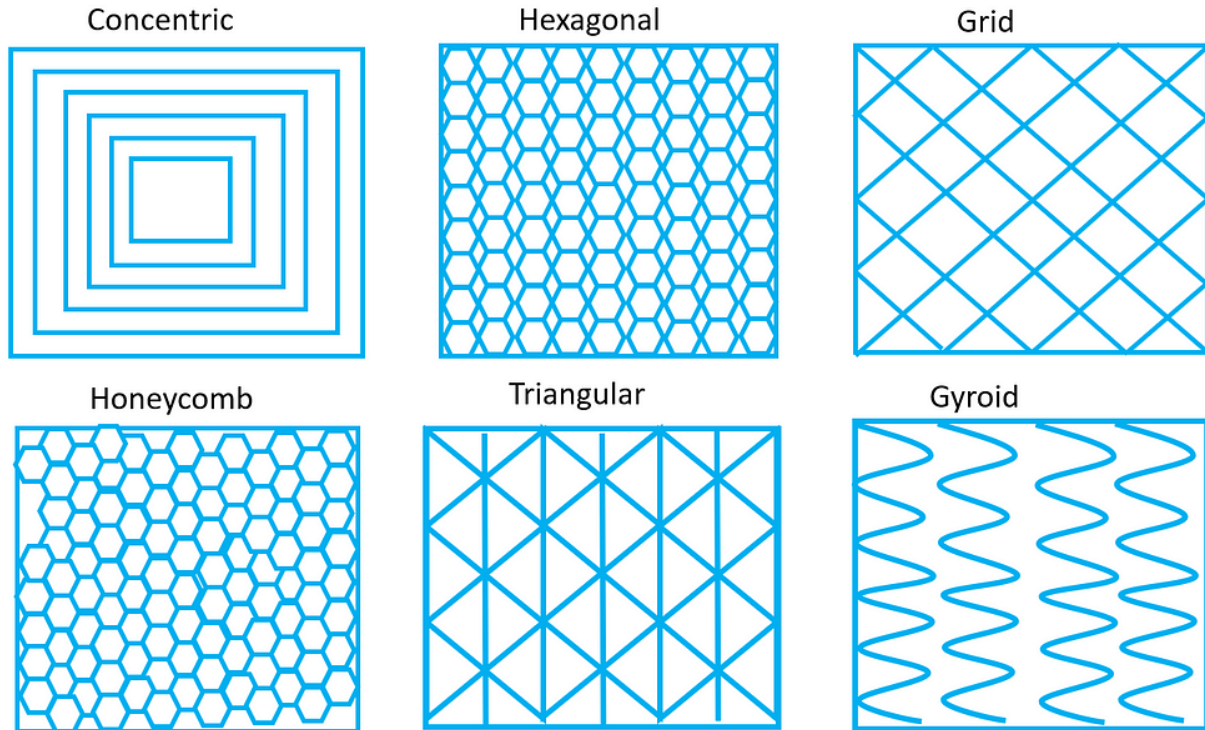 Concentric
Hexagonal
Grid
Honeycomb
Triangular
Gyroid